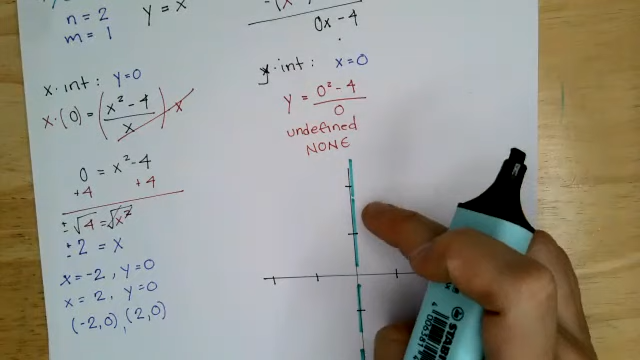 n = 2
m = 1
y = x
0x - 4
x-int: y=0
x·(0) = (x² - 4 / x) x
0 = x² - 4
+4 +4
±√4 = √x²
±2 = x
x = -2, y=0
x = 2, y=0
(-2,0), (2,0)
y-int: x=0
y = 0² - 4 / 0
undefined
NONE
STABI